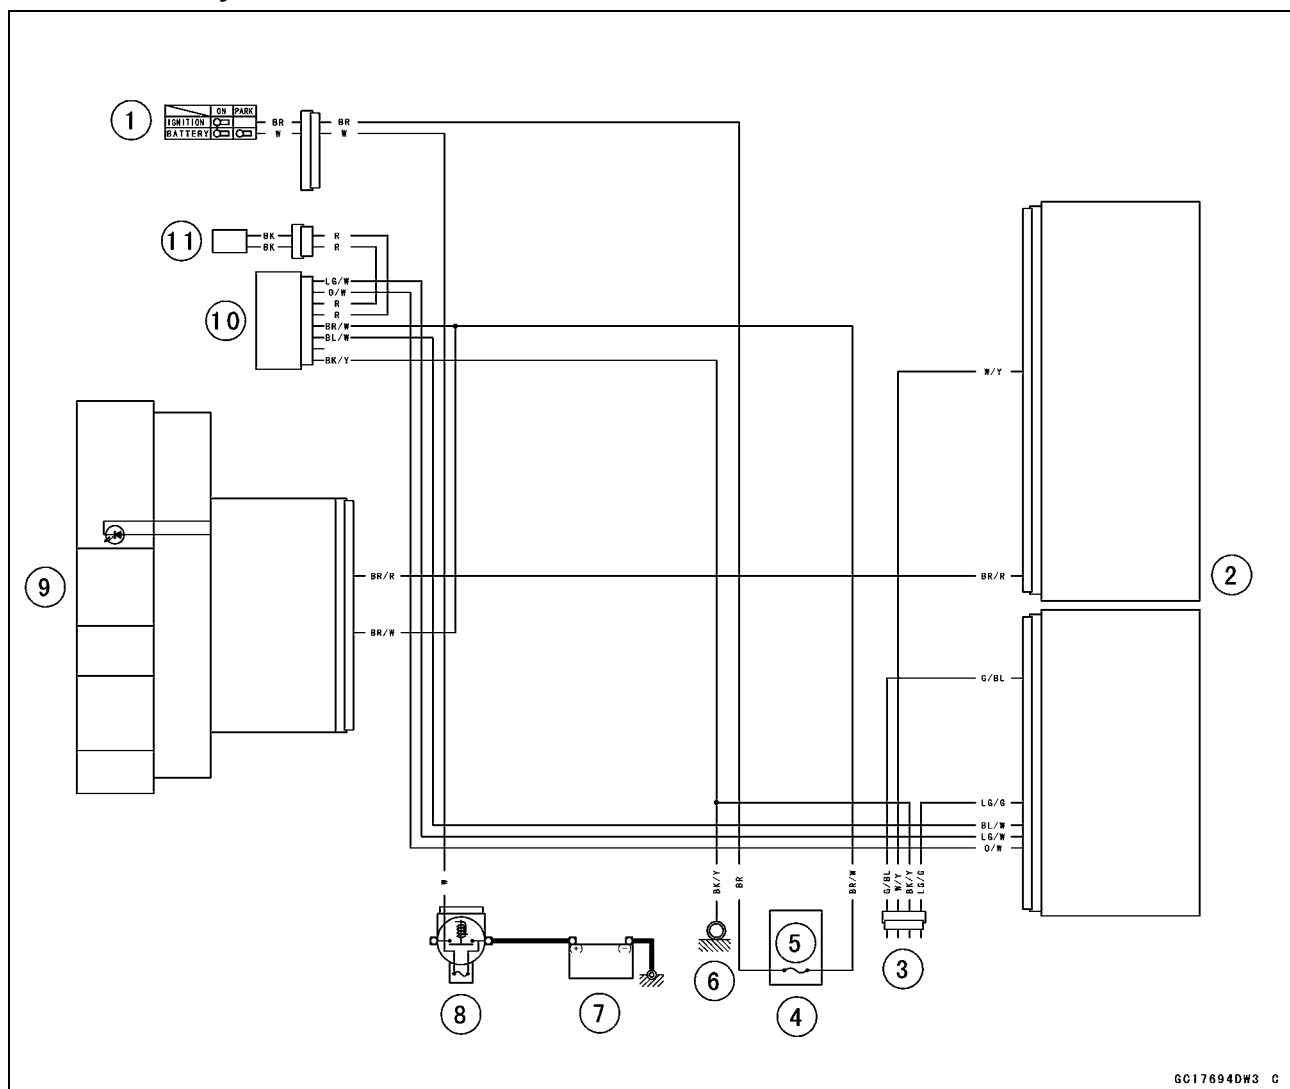 1
ON PARK
IGNITION
BATTERY
BR BR
W W
11
BK R
BK R
10
LG/W
O/W
R
R
BR/W
BL/W
BK/Y
W/Y
9
BR/R BR/R
2
BR/W
G/BL
LG/G
BL/W
LG/W
O/W
W BK/Y BR BR/W G/BL W/Y BK/Y LG/G
(+) (−)
5
8 7 6 4 3
GC17694DW3 C